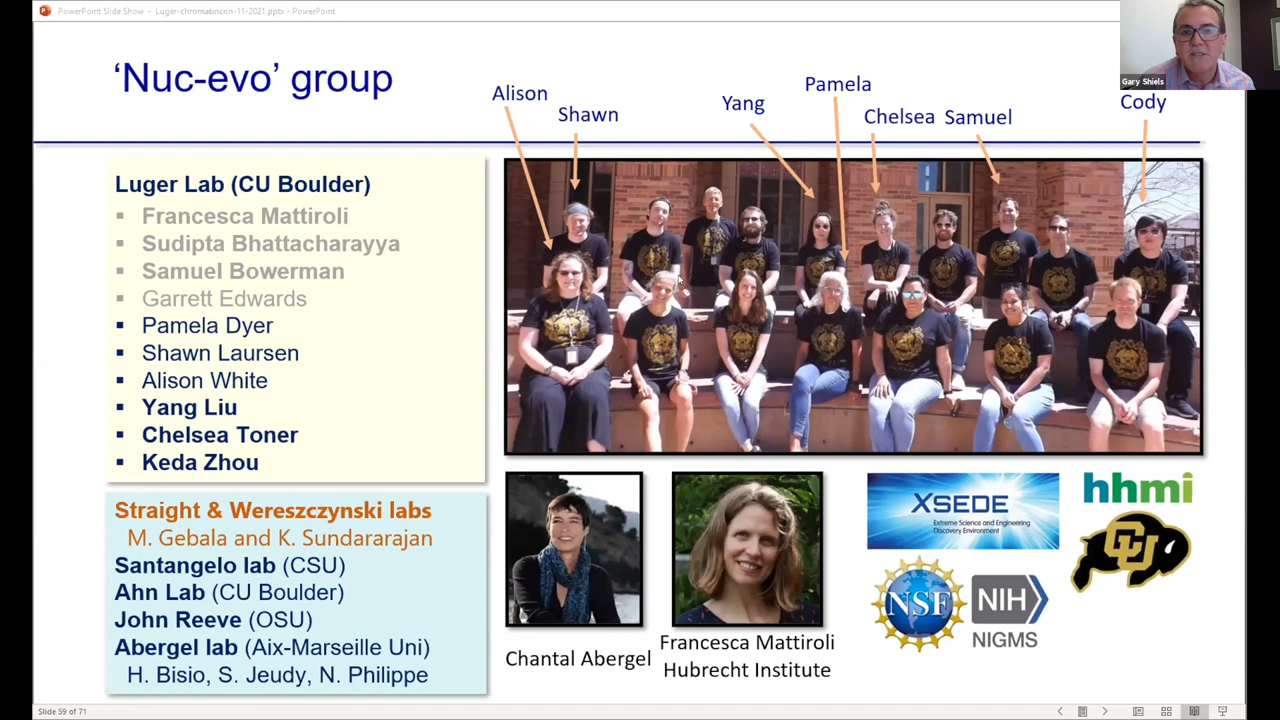 PowerPoint Slide Show - Luger-chromatincon-11-2021.pptx - PowerPoint
Gary Shiels
'Nuc-evo' group
Alison
Shawn
Yang
Pamela
Chelsea
Samuel
Cody
Luger Lab (CU Boulder)
Francesca Mattiroli
Sudipta Bhattacharayya
Samuel Bowerman
Garrett Edwards
Pamela Dyer
Shawn Laursen
Alison White
Yang Liu
Chelsea Toner
Keda Zhou
Straight & Wereszczynski labs
M. Gebala and K. Sundararajan
Santangelo lab (CSU)
Ahn Lab (CU Boulder)
John Reeve (OSU)
Abergel lab (Aix-Marseille Uni)
H. Bisio, S. Jeudy, N. Philippe
Chantal Abergel
Francesca Mattiroli
Hubrecht Institute
XSEDE
Extreme Science and Engineering
Discovery Environment
hhmi
CU
NSF
NIH
NIGMS
Slide 59 of 71